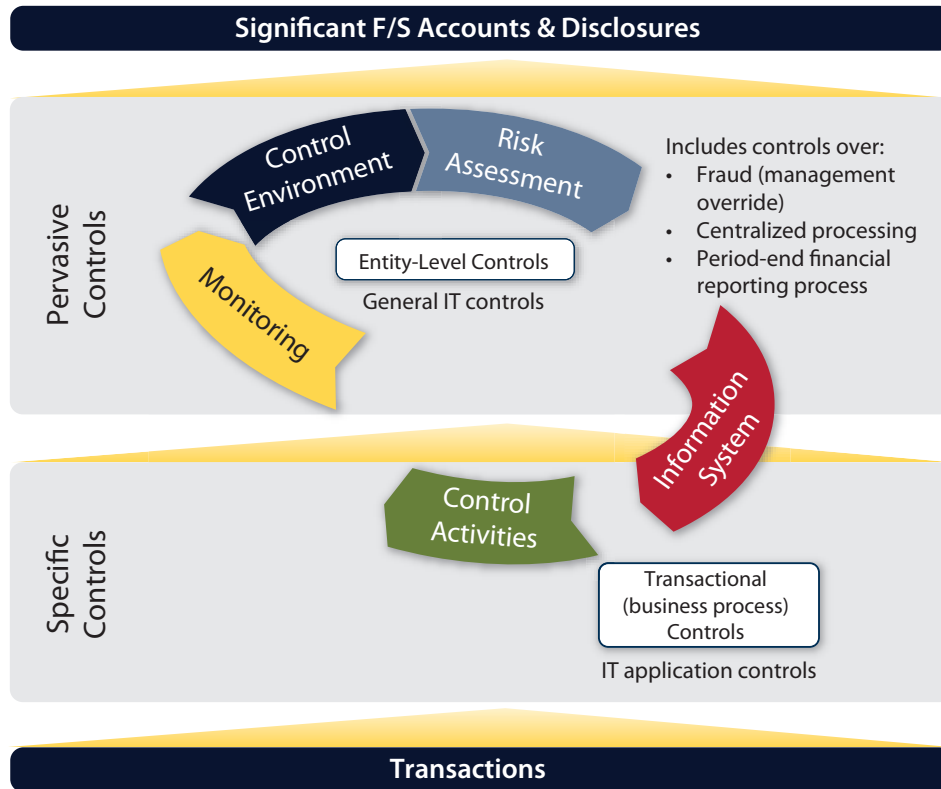 Significant F/S Accounts & Disclosures
Pervasive
Controls
Control
Environment
Risk
Assessment
Includes controls over:
• Fraud (management
override)
• Centralized processing
• Period-end financial
reporting process
Entity-Level Controls
General IT controls
Monitoring
Information
System
Specific
Controls
Control
Activities
Transactional
(business process)
Controls
IT application controls
Transactions